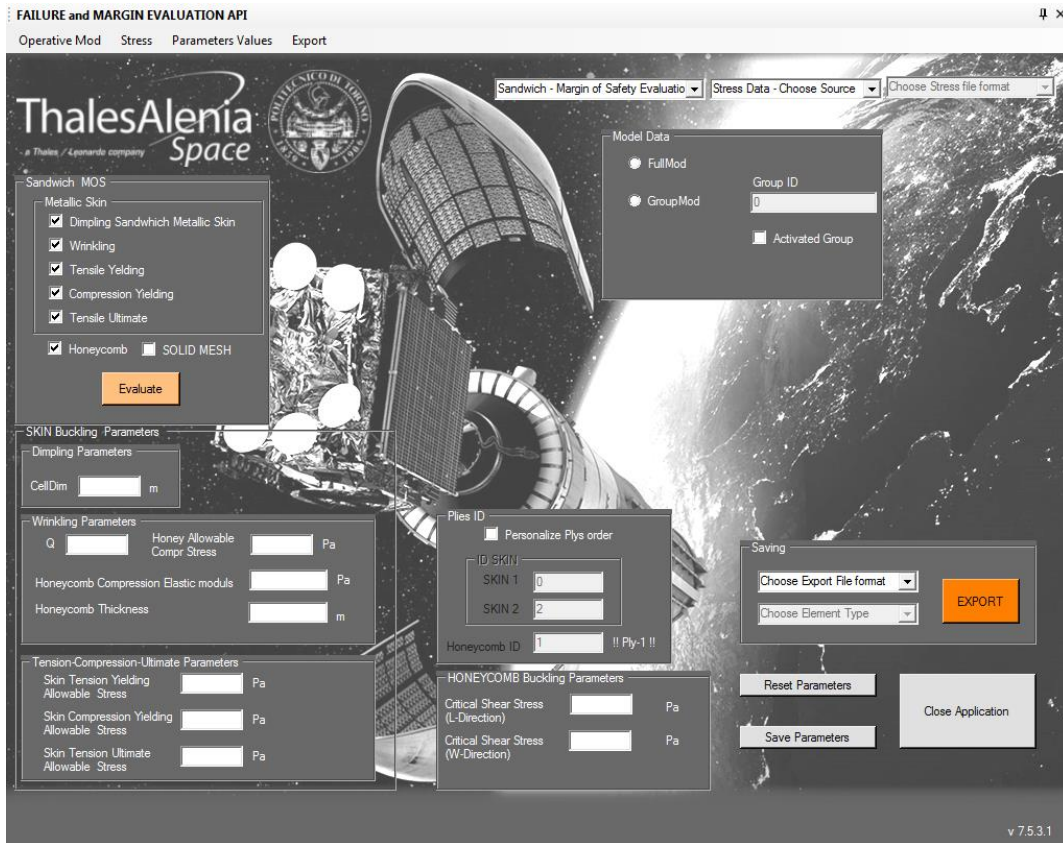 FAILURE and MARGIN EVALUATION API
Operative Mod Stress Parameters Values Export
Sandwich - Margin of Safety Evaluatio Stress Data - Choose Source Choose Stress file format
ThalesAlenia
a Thales / Leonardo company Space
POLITECNICO DI TORINO
1859 1906
Model Data
FullMod
GroupMod
Group ID
0
Activated Group
Sandwich MOS
Metallic Skin
Dimpling Sandwhich Metallic Skin
Wrinkling
Tensile Yelding
Compression Yielding
Tensile Ultimate
Honeycomb SOLID MESH
Evaluate
SKIN Buckling Parameters
Dimpling Parameters
CellDim m
Wrinkling Parameters
Q Honey Allowable
Compr Stress Pa
Honeycomb Compression Elastic moduls Pa
Honeycomb Thickness m
Tension-Compression-Ultimate Parameters
Skin Tension Yielding
Allowable Stress Pa
Skin Compression Yielding
Allowable Stress Pa
Skin Tension Ultimate
Allowable Stress Pa
Plies ID
Personalize Plys order
ID SKIN
SKIN 1 0
SKIN 2 2
Honeycomb ID 1 !! Ply-1 !!
HONEYCOMB Buckling Parameters
Critical Shear Stress
(L-Direction) Pa
Critical Shear Stress
(W-Direction) Pa
Saving
Choose Export File format
Choose Element Type
EXPORT
Reset Parameters
Save Parameters
Close Application
v 7.5.3.1